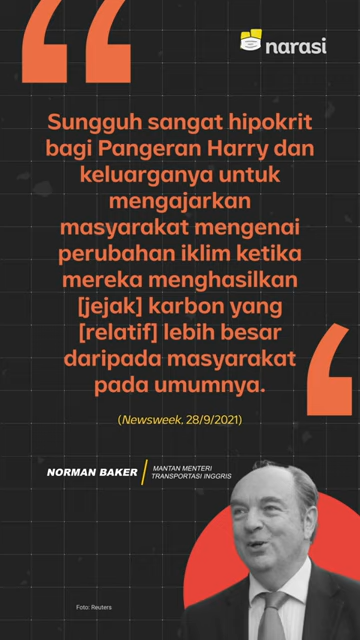 narasi
Sungguh sangat hipokrit
bagi Pangeran Harry dan
keluarganya untuk
mengajarkan
masyarakat mengenai
perubahan iklim ketika
mereka menghasilkan
[jejak] karbon yang
[relatif] lebih besar
daripada masyarakat
pada umumnya.
(Newsweek, 28/9/2021)
NORMAN BAKER
MANTAN MENTERI
TRANSPORTASI INGGRIS
Foto: Reuters